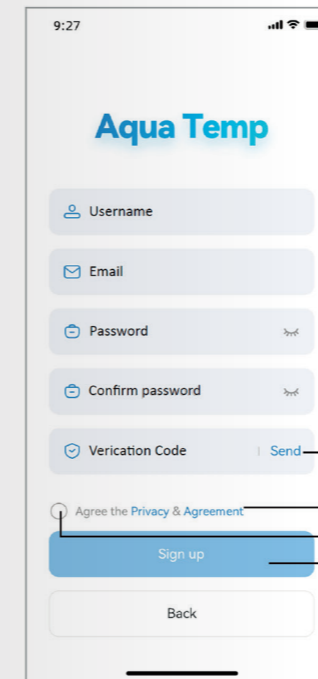 9:27
Aqua Temp
Username
Email
Password
Confirm password
Verication Code | Send
Agree the Privacy & Agreement
Sign up
Back